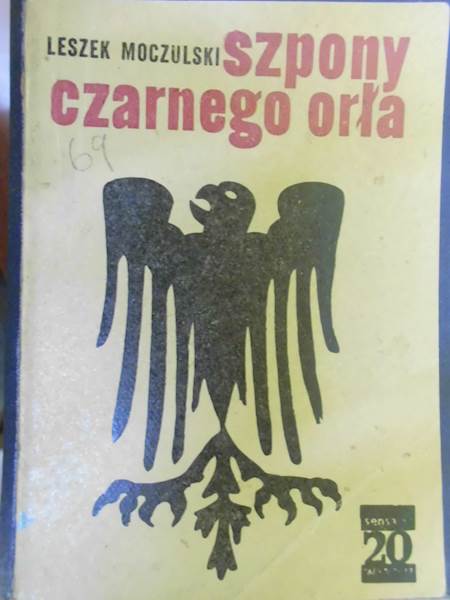 LESZEK MOCZULSKI szpony
czarnego orła
69
20